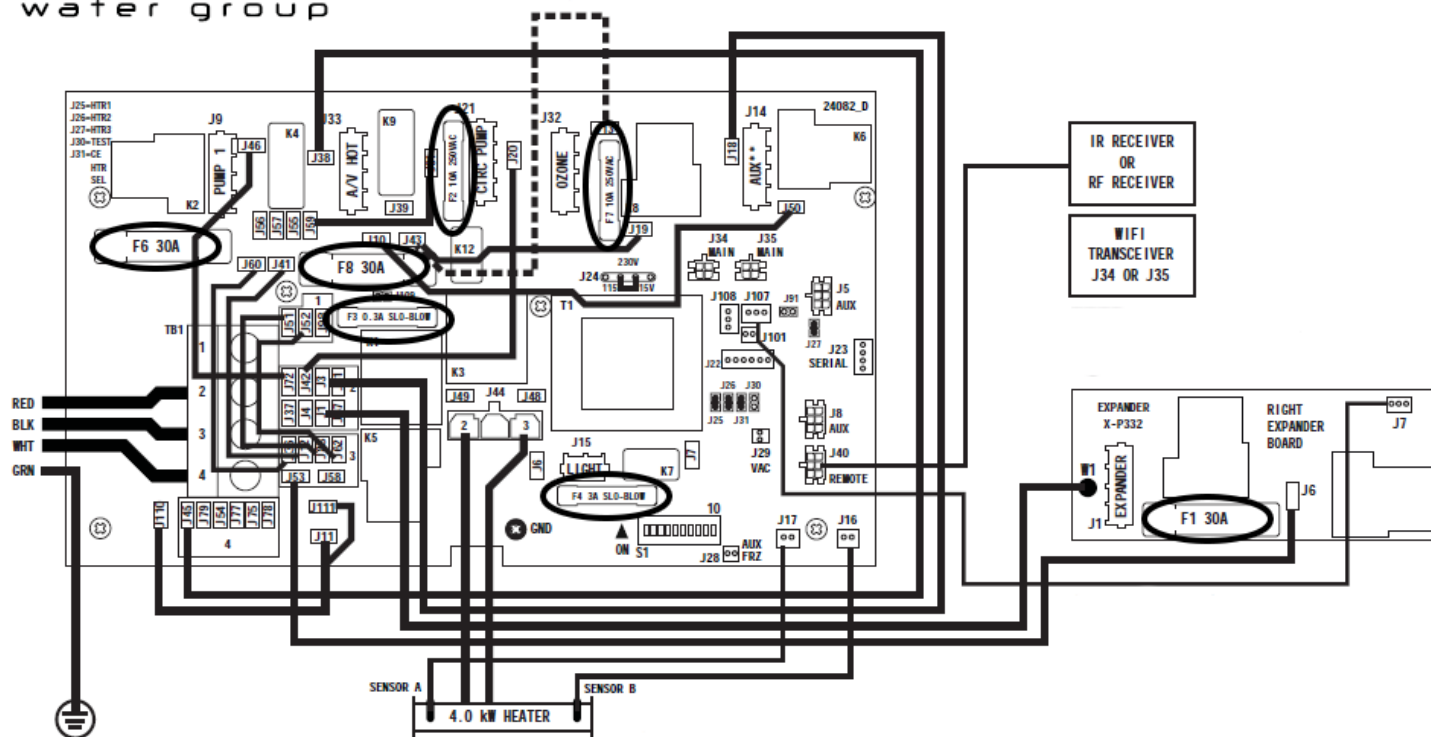 water group
J25=HTR1
J26=HTR2
J27=HTR3
J30=TEST
J31=CE
HTR
SEL
J9
PUMP 1
K2
J46
K4
J38
J33
A/V HOT
K9
J39
J21
F2 10A 250VAC
CIRC PUMP
J20
J32
OZONE
F7 10A 250VAC
J19
J18
J14
AUX**
24082_D
K6
J50
J56
J57
J55
J59
F6 30A
J10
J43
K12
J60
J41
F8 30A
F3 0.3A SLO-BLOW
230V
J24
115
15V
J34
MAIN
J35
MAIN
J5
AUX
J108
J107
J91
J101
J27
J22
J23
SERIAL
J26
J30
J25
J31
J8
AUX
J29
VAC
J40
REMOTE
T1
TB1
1
2
3
4
1
J51
J52
J72
J42
J3
2
J37
J4
J1
J62
3
J53
J58
K5
K3
J49
J44
J48
2
3
J6
J15
LIGHT
K7
J7
F4 3A SLO-BLOW
GND
ON
S1
10
J28
AUX
FRZ
J17
J16
J110
J45
J79
J54
J77
J75
J78
4
J111
J11
RED
BLK
WHT
GRN
IR RECEIVER
OR
RF RECEIVER
WIFI
TRANSCEIVER
J34 OR J35
EXPANDER
X-P332
RIGHT
EXPANDER
BOARD
J7
W1
EXPANDER
J1
J6
F1 30A
SENSOR A
SENSOR B
4.0 kW HEATER